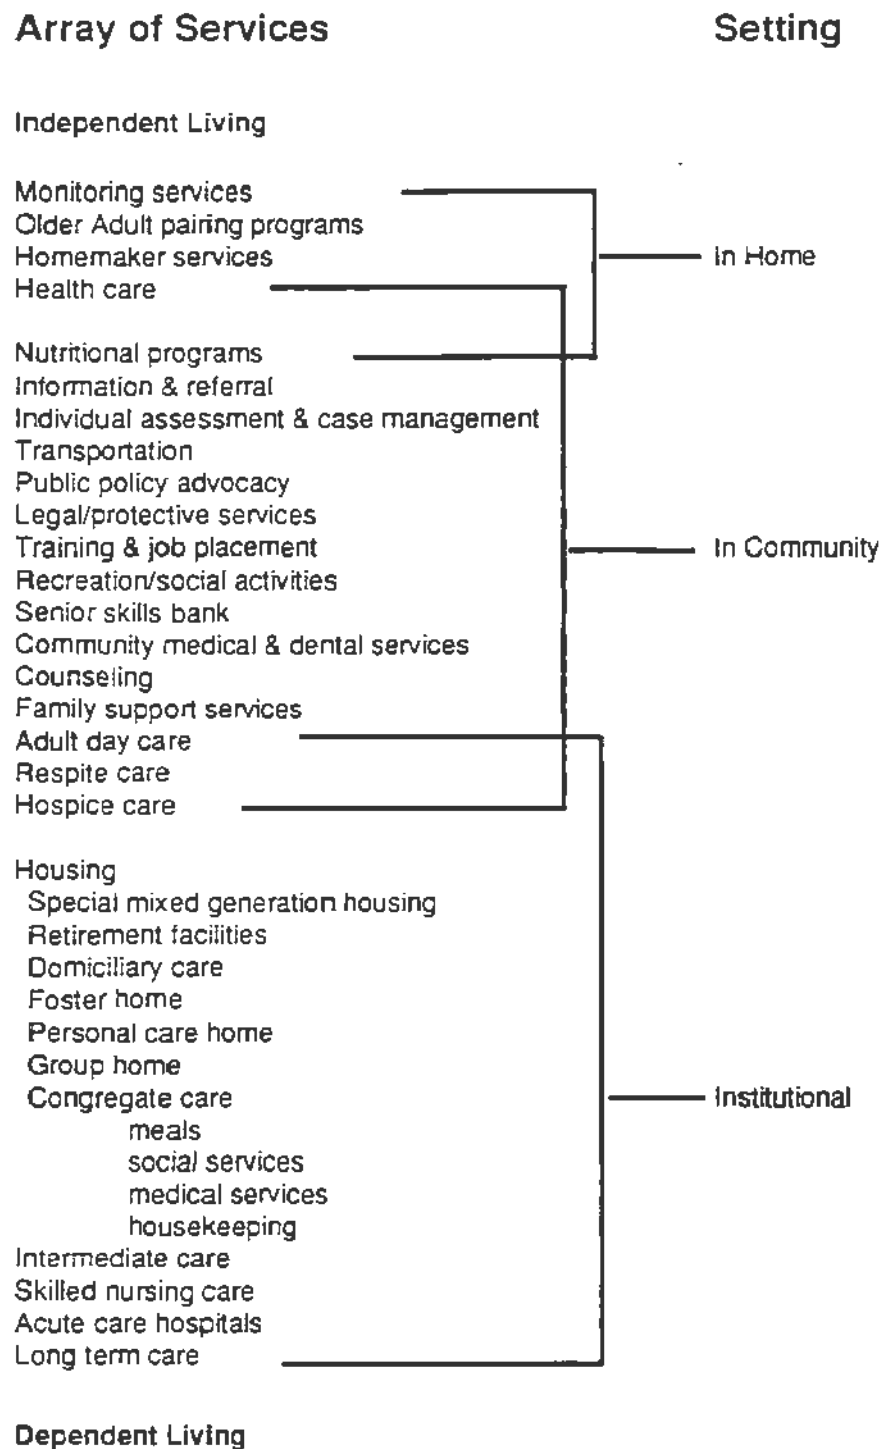 Array of Services Setting
Independent Living
Monitoring services
Older Adult pairing programs
Homemaker services In Home
Health care
Nutritional programs
Information & referral
Individual assessment & case management
Transportation
Public policy advocacy
Legal/protective services
Training & job placement In Community
Recreation/social activities
Senior skills bank
Community medical & dental services
Counseling
Family support services
Adult day care
Respite care
Hospice care
Housing
Special mixed generation housing
Retirement facilities
Domiciliary care
Foster home
Personal care home
Group home
Congregate care Institutional
meals
social services
medical services
housekeeping
Intermediate care
Skilled nursing care
Acute care hospitals
Long term care
Dependent Living